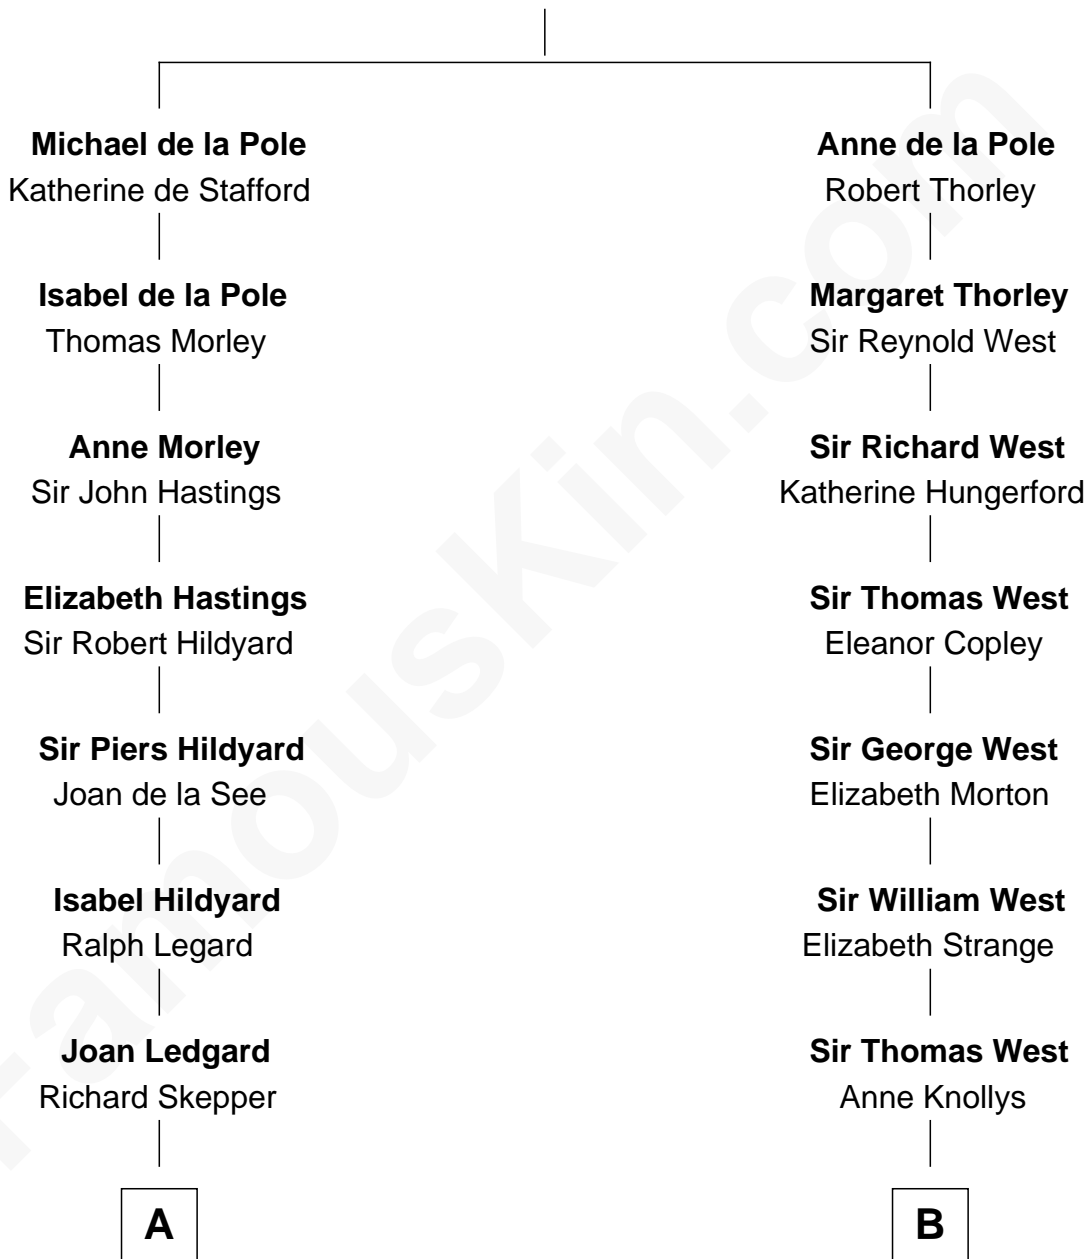 Michael de la Pole
Katherine de Stafford
Anne de la Pole
Robert Thorley
Isabel de la Pole
Thomas Morley
Margaret Thorley
Sir Reynold West
Anne Morley
Sir John Hastings
Sir Richard West
Katherine Hungerford
Elizabeth Hastings
Sir Robert Hildyard
Sir Thomas West
Eleanor Copley
Sir Piers Hildyard
Joan de la See
Sir George West
Elizabeth Morton
Isabel Hildyard
Ralph Legard
Sir William West
Elizabeth Strange
Joan Ledgard
Richard Skepper
Sir Thomas West
Anne Knollys
A
B
FamousKin.com